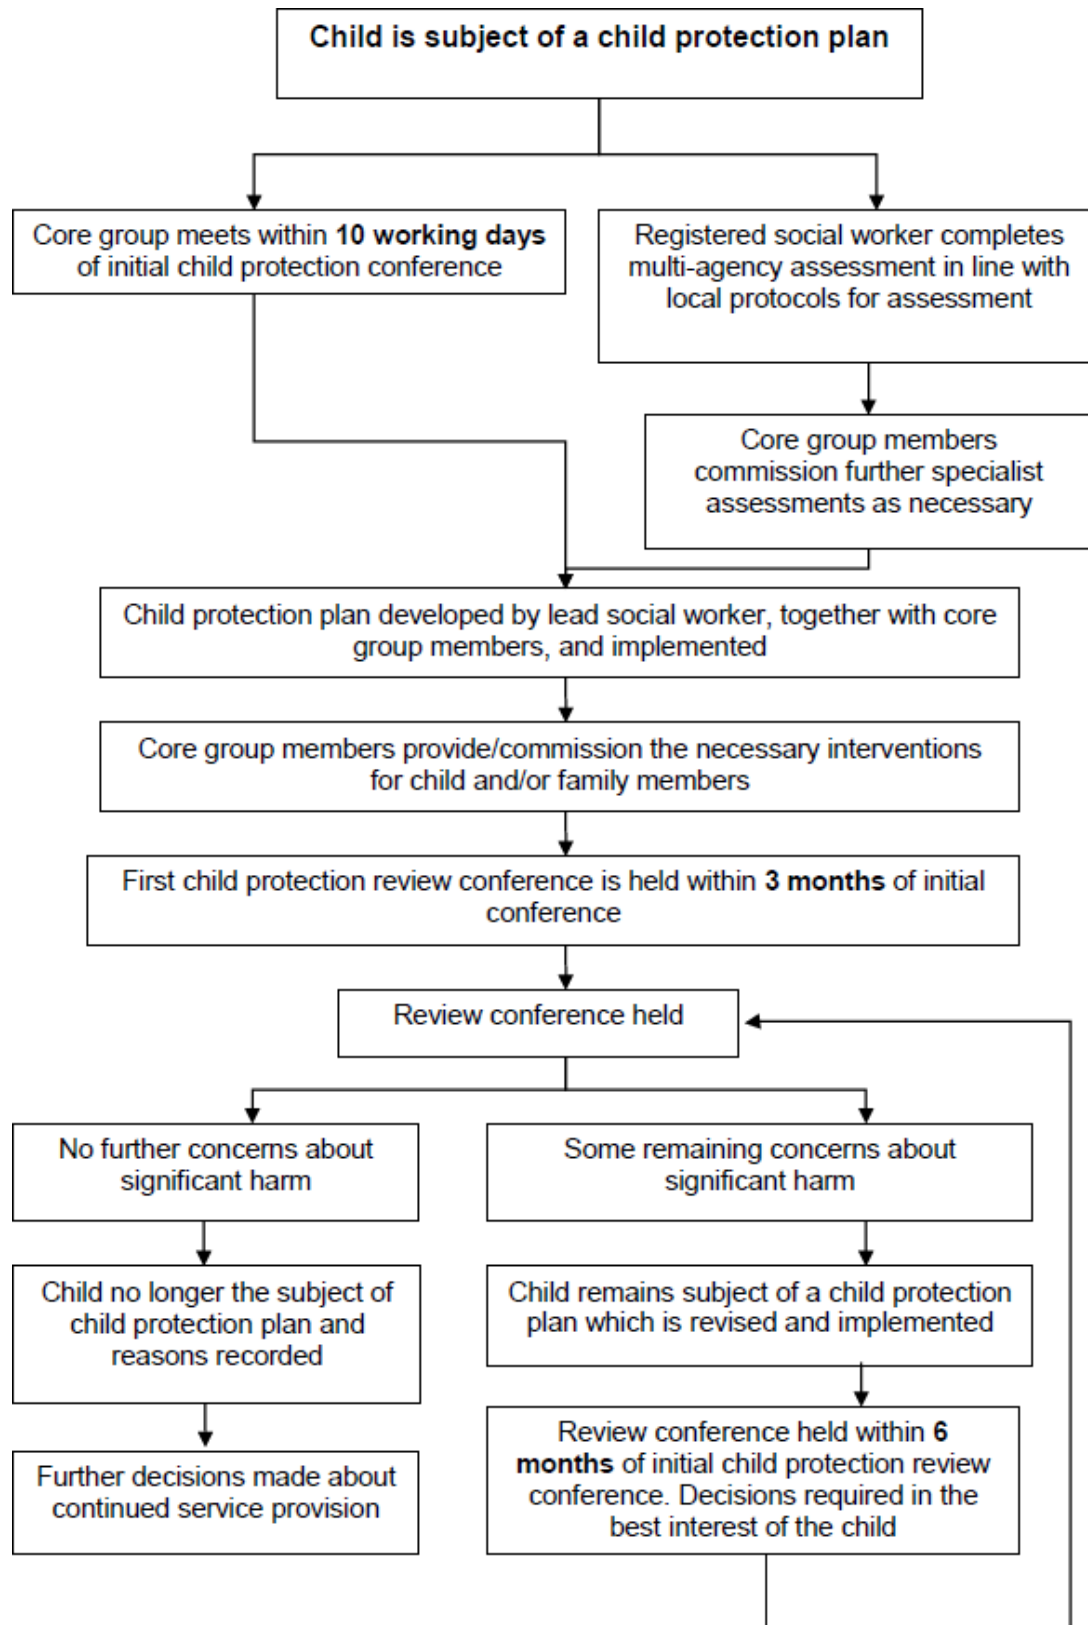 Child is subject of a child protection plan
Core group meets within 10 working days
of initial child protection conference
Registered social worker completes
multi-agency assessment in line with
local protocols for assessment
Core group members
commission further specialist
assessments as necessary
Child protection plan developed by lead social worker, together with core
group members, and implemented
Core group members provide/commission the necessary interventions
for child and/or family members
First child protection review conference is held within 3 months of initial
conference
Review conference held
No further concerns about
significant harm
Some remaining concerns about
significant harm
Child no longer the subject of
child protection plan and
reasons recorded
Child remains subject of a child protection
plan which is revised and implemented
Further decisions made about
continued service provision
Review conference held within 6
months of initial child protection review
conference. Decisions required in the
best interest of the child